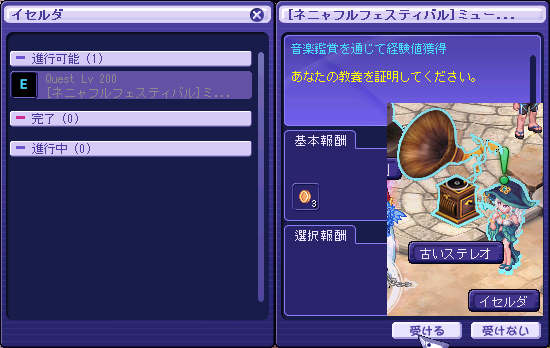 イセルダ
進行可能 (1)
E
Quest Lv 200
[ネニャフルフェスティバル]ミ...
完了 (0)
進行中 (0)
[ネニャフルフェスティバル]ミュー...
音楽鑑賞を通じて経験値獲得
あなたの教養を証明してください。
基本報酬
3
選択報酬
古いステレオ
イセルダ
受ける
受けない